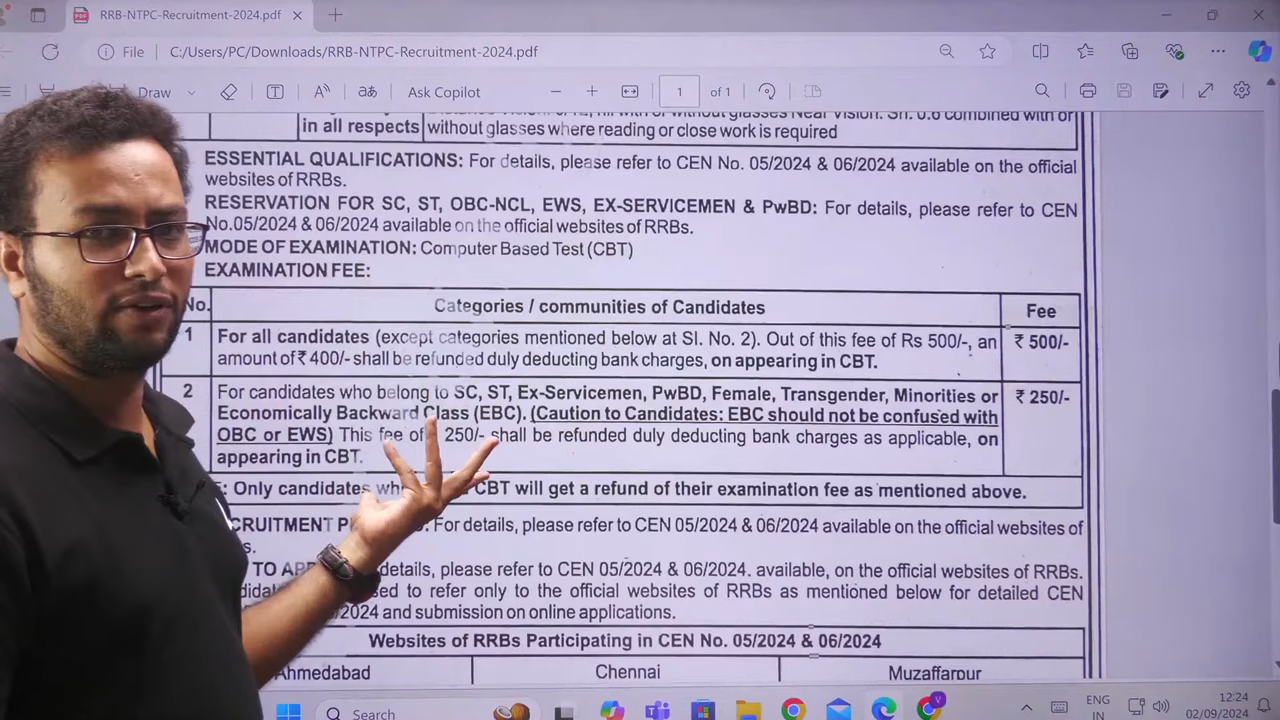 RRB-NTPC-Recruitment-2024.pdf
File C:/Users/PC/Downloads/RRB-NTPC-Recruitment-2024.pdf
Draw Ask Copilot 1 of 1
in all respects without glasses where reading or close work is required
ESSENTIAL QUALIFICATIONS: For details, please refer to CEN No. 05/2024 & 06/2024 available on the official
websites of RRBs.
RESERVATION FOR SC, ST, OBC-NCL, EWS, EX-SERVICEMEN & PwBD: For details, please refer to CEN
No.05/2024 & 06/2024 available on the official websites of RRBs.
MODE OF EXAMINATION: Computer Based Test (CBT)
EXAMINATION FEE:
No. Categories / communities of Candidates Fee
1 For all candidates (except categories mentioned below at SI. No. 2). Out of this fee of Rs 500/-, an ₹ 500/-
amount of ₹ 400/- shall be refunded duly deducting bank charges, on appearing in CBT.
2 For candidates who belong to SC, ST, Ex-Servicemen, PwBD, Female, Transgender, Minorities or ₹ 250/-
Economically Backward Class (EBC). (Caution to Candidates: EBC should not be confused with
OBC or EWS) This fee of 250/- shall be refunded duly deducting bank charges as applicable, on
appearing in CBT.
: Only candidates CBT will get a refund of their examination fee as mentioned above.
CRUITMENT For details, please refer to CEN 05/2024 & 06/2024 available on the official websites of
TO details, please refer to CEN 05/2024 & 06/2024. available, on the official websites of RRBs.
to refer only to the official websites of RRBs as mentioned below for detailed CEN
/2024 and submission on online applications.
Websites of RRBs Participating in CEN No. 05/2024 & 06/2024
Ahmedabad Chennai Muzaffarpur
Search ENG 12:24
IN 02/09/2024